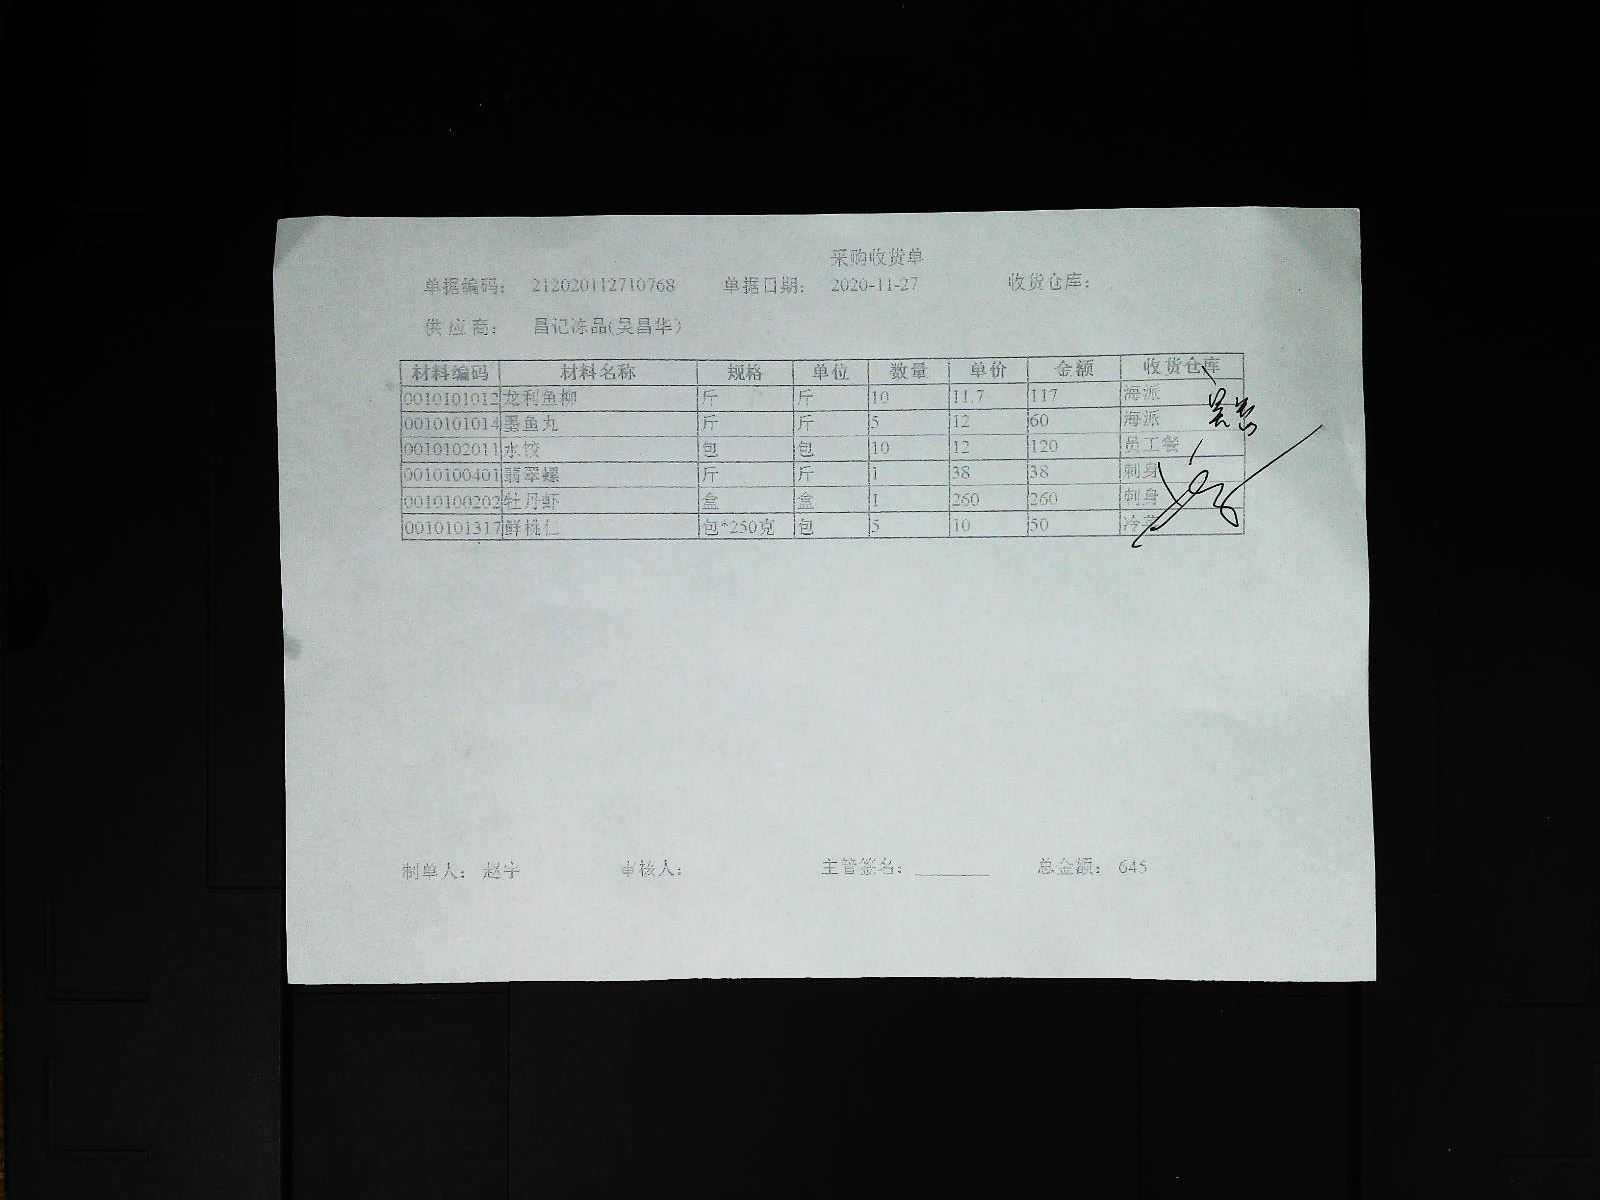 采购收货单
单据编码： 212020112710768 单据日期： 2020-11-27 收货仓库：
供 应 商： 昌记冻品(吴昌华)
材料编码 材料名称 规格 单位 数量 单价 金额 收货仓库
0010101012 龙利鱼柳 斤 斤 10 11.7 117 海派
0010101014 墨鱼丸 斤 斤 5 12 60 海派
0010102011 水饺 包 包 10 12 120 员工餐
0010100401 翡翠螺 斤 斤 1 38 38 刺身
0010100202 牡丹虾 盒 盒 1 260 260 刺身
0010101317 鲜桃仁 包*250克 包 5 10 50 冷菜
制单人： 赵宇 审核人： 主管签名：________ 总金额： 645